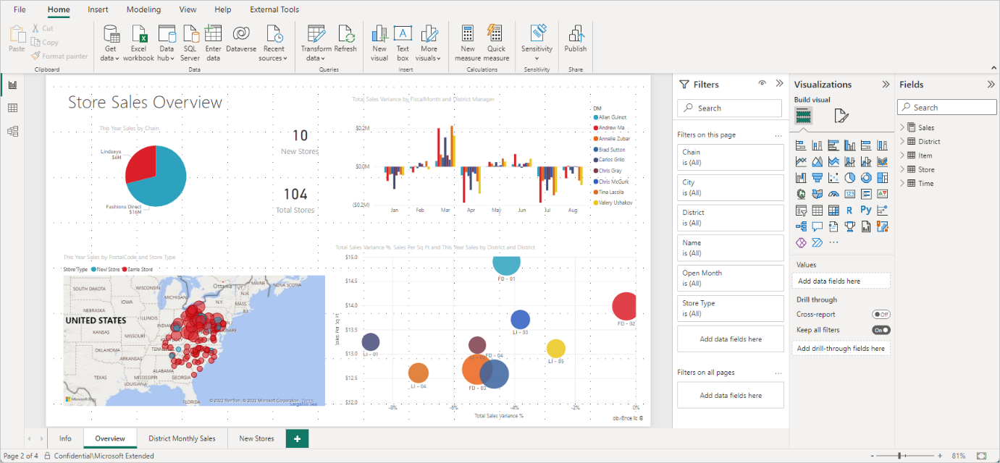 File Home Insert Modeling View Help External Tools
Paste
Cut
Copy
Format painter
Clipboard
Get data
Excel workbook
Data hub
SQL Server
Enter data
Dataverse
Recent sources
Data
Transform data
Refresh
Queries
New visual
Text box
More visuals
Insert
New measure
Quick measure
Calculations
Sensitivity
Sensitivity
Publish
Share
Store Sales Overview
This Year Sales by Chain
Lindseys
$6M
Fashions Direct
$16M
10
New Stores
104
Total Stores
Total Sales Variance by FiscalMonth and District Manager
$0.2M
$0.0M
($0.2M)
Jan Feb Mar Apr May Jun Jul Aug
DM
Allan Guinot
Andrew Ma
Annelie Zubar
Brad Sutton
Carlos Grilo
Chris Gray
Chris McGurk
Tina Lassila
Valery Ushakov
This Year Sales by PostalCode and Store Type
Store Type New Store Same Store
SOUTH DAKOTA
WISCONSIN
MICHIGAN
Ottawa
VT.
MAINE
NOVA SCOTIA
N.H.
N.Y.
MASS.
R.I.
IOWA
NEBRASKA
UNITED STATES
ILLINOIS
KANSAS
MISSOURI
OKLAHOMA
ARKANSAS
ALABAMA
MISSISSIPPI
GEORGIA
TEXAS
LOUISIANA
FLORIDA
Microsoft Bing
© 2022 TomTom, © 2022 Microsoft Corporation Terms
Sargasso Sea
Total Sales Variance %, Sales Per Sq Ft and This Year Sales by District and District
Sales Per Sq Ft
$15.0
$14.5
$14.0
$13.5
$13.0
$12.5
$12.0
FD - 01
FD - 02
LI - 03
LI - 01
FD - 04
LI - 05
LI - 04
FD - 03
-8% -6% -4% -2% 0%
Total Sales Variance %
obviEnce llc ©
Filters
Search
Filters on this page
Chain
is (All)
City
is (All)
District
is (All)
Name
is (All)
Open Month
is (All)
Store Type
is (All)
Add data fields here
Filters on all pages
Add data fields here
Visualizations
Build visual
123
R
Py
Values
Add data fields here
Drill through
Cross-report
Off
Keep all filters
On
Add drill-through fields here
Fields
Search
Sales
District
Item
Store
Time
Info Overview District Monthly Sales New Stores +
Page 2 of 4 Confidential\Microsoft Extended - + 81%